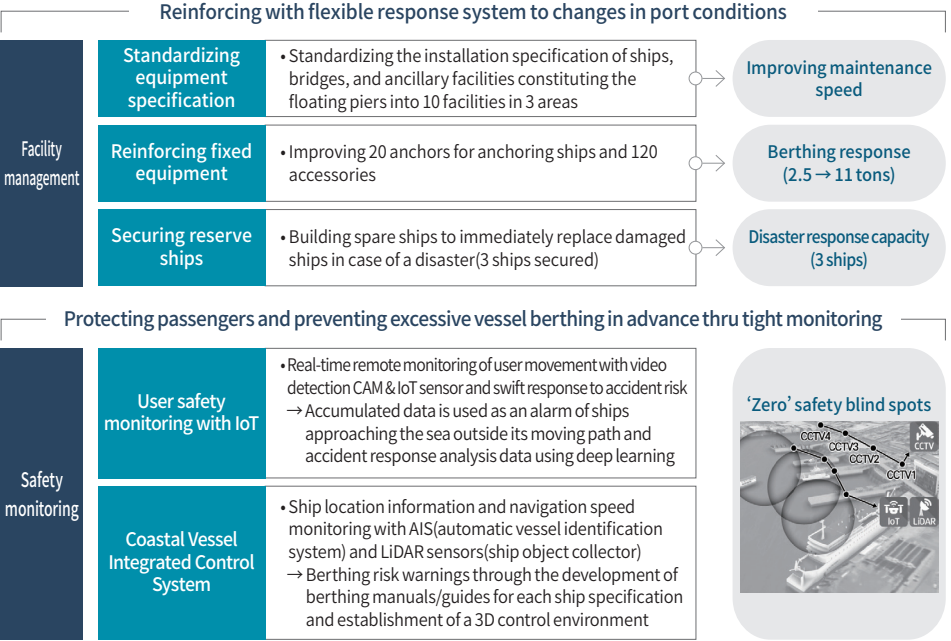 Reinforcing with flexible response system to changes in port conditions
Facility
management
Standardizing
equipment
specification
• Standardizing the installation specification of ships,
bridges, and ancillary facilities constituting the
floating piers into 10 facilities in 3 areas
Improving maintenance
speed
Reinforcing fixed
equipment
• Improving 20 anchors for anchoring ships and 120
accessories
Berthing response
(2.5 → 11 tons)
Securing reserve
ships
• Building spare ships to immediately replace damaged
ships in case of a disaster(3 ships secured)
Disaster response capacity
(3 ships)
Protecting passengers and preventing excessive vessel berthing in advance thru tight monitoring
Safety
monitoring
User safety
monitoring with IoT
• Real-time remote monitoring of user movement with video
detection CAM & IoT sensor and swift response to accident risk
→ Accumulated data is used as an alarm of ships
approaching the sea outside its moving path and
accident response analysis data using deep learning
Coastal Vessel
Integrated Control
System
• Ship location information and navigation speed
monitoring with AIS(automatic vessel identification
system) and LiDAR sensors(ship object collector)
→ Berthing risk warnings through the development of
berthing manuals/guides for each ship specification
and establishment of a 3D control environment
‘Zero’ safety blind spots
CCTV4
CCTV3
CCTV2
CCTV1
CCTV
IoT
LiDAR